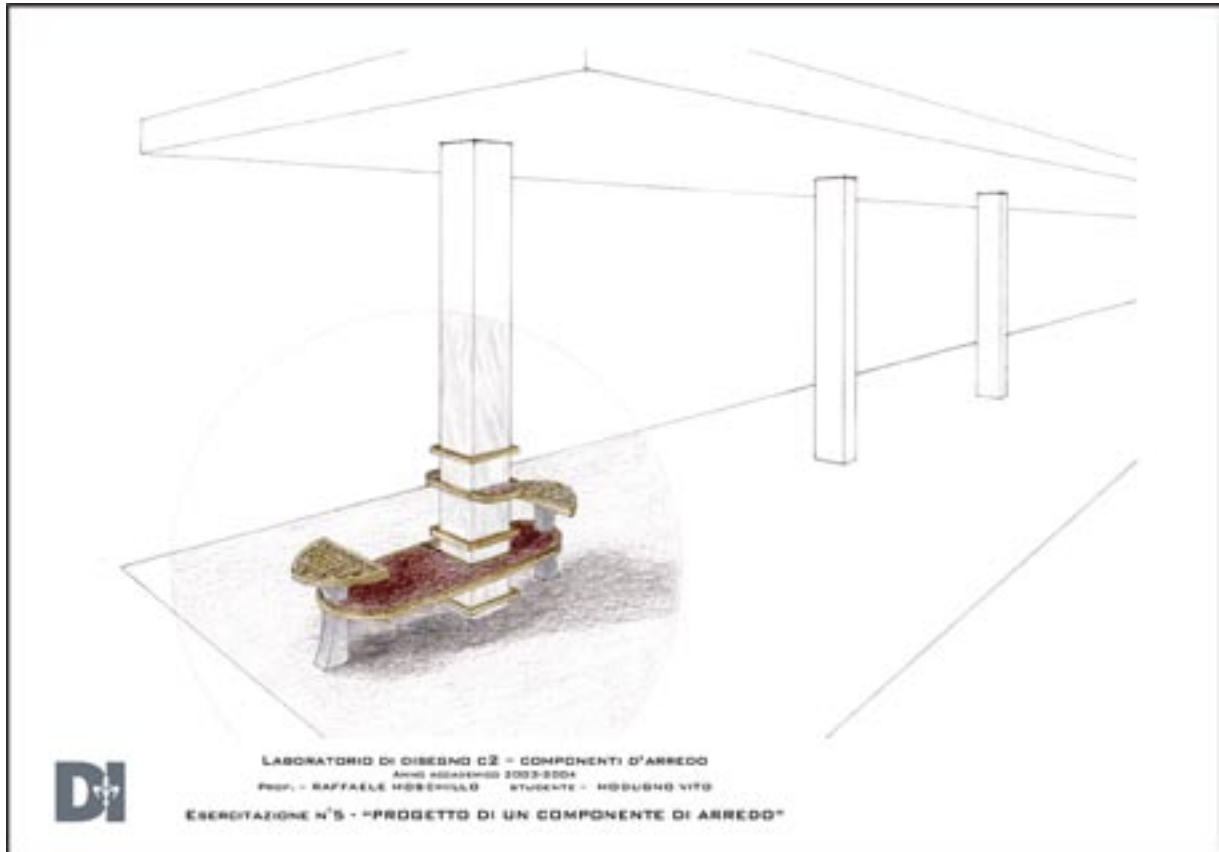 LABORATORIO DI DISEGNO C2 - COMPONENTI D'ARREDO
ANNO ACCADEMICO 2003-2004
PROF. - RAFFAELE MOSCHILLO STUDENTE - MODUGNO VITO
ESERCITAZIONE N°5 - "PROGETTO DI UN COMPONENTE DI ARREDO"
DI